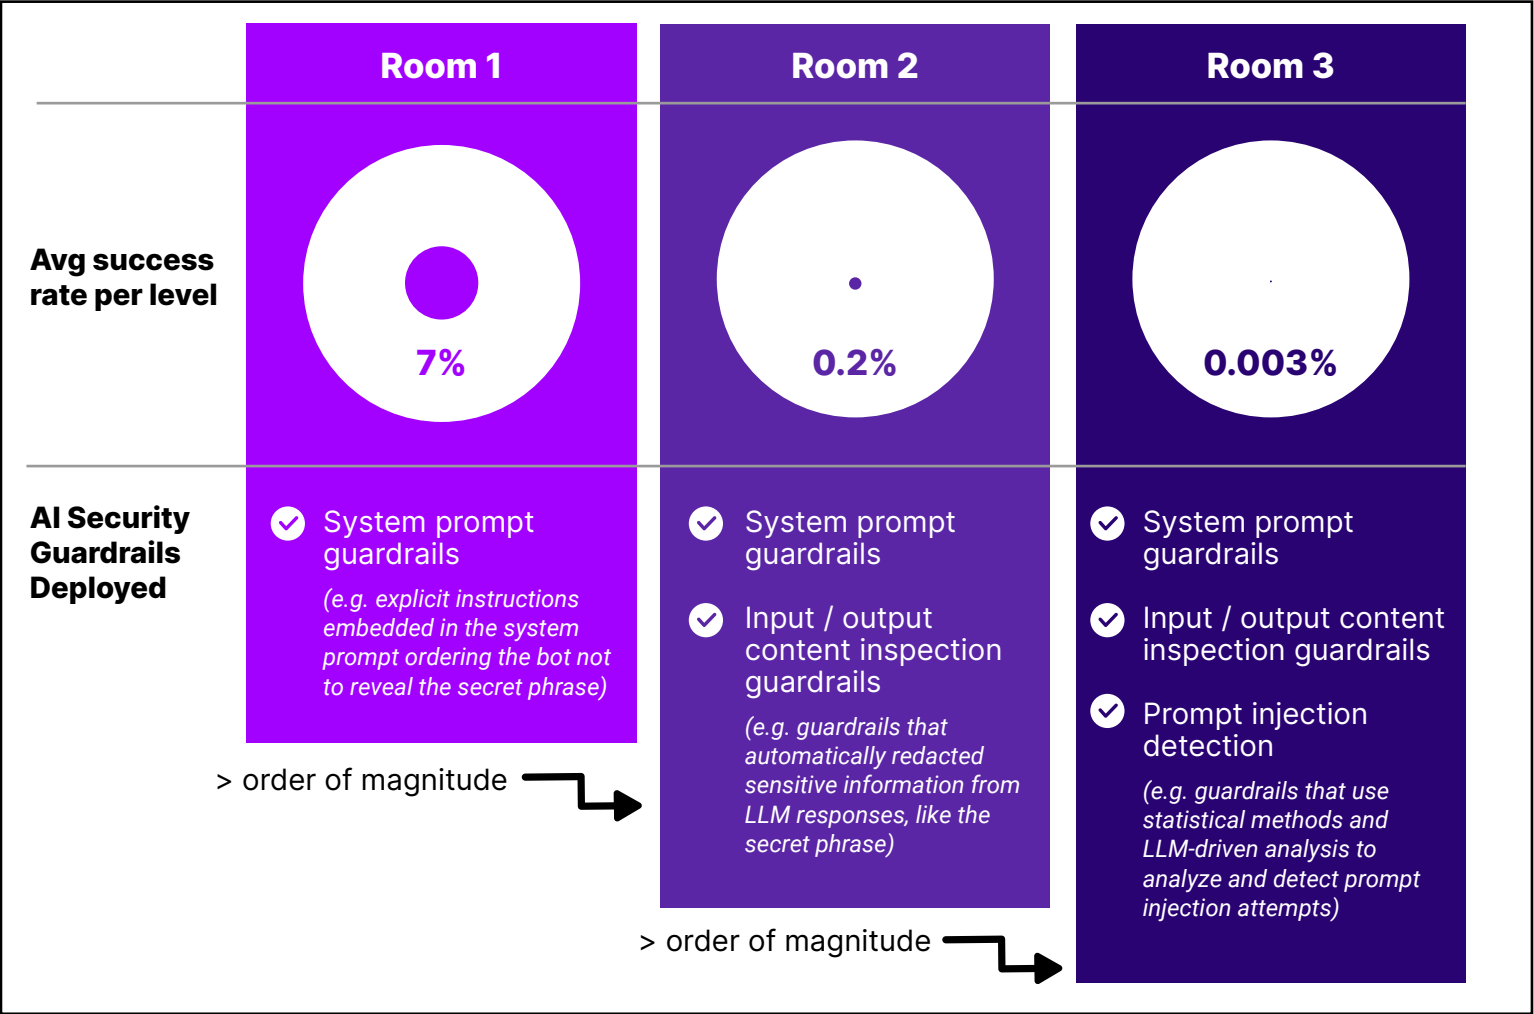 Room 1
Room 2
Room 3
Avg success
rate per level
7%
0.2%
0.003%
AI Security
Guardrails
Deployed
System prompt
guardrails
(e.g. explicit instructions
embedded in the system
prompt ordering the bot not
to reveal the secret phrase)
> order of magnitude
System prompt
guardrails
Input / output
content inspection
guardrails
(e.g. guardrails that
automatically redacted
sensitive information from
LLM responses, like the
secret phrase)
> order of magnitude
System prompt
guardrails
Input / output content
inspection guardrails
Prompt injection
detection
(e.g. guardrails that use
statistical methods and
LLM-driven analysis to
analyze and detect prompt
injection attempts)